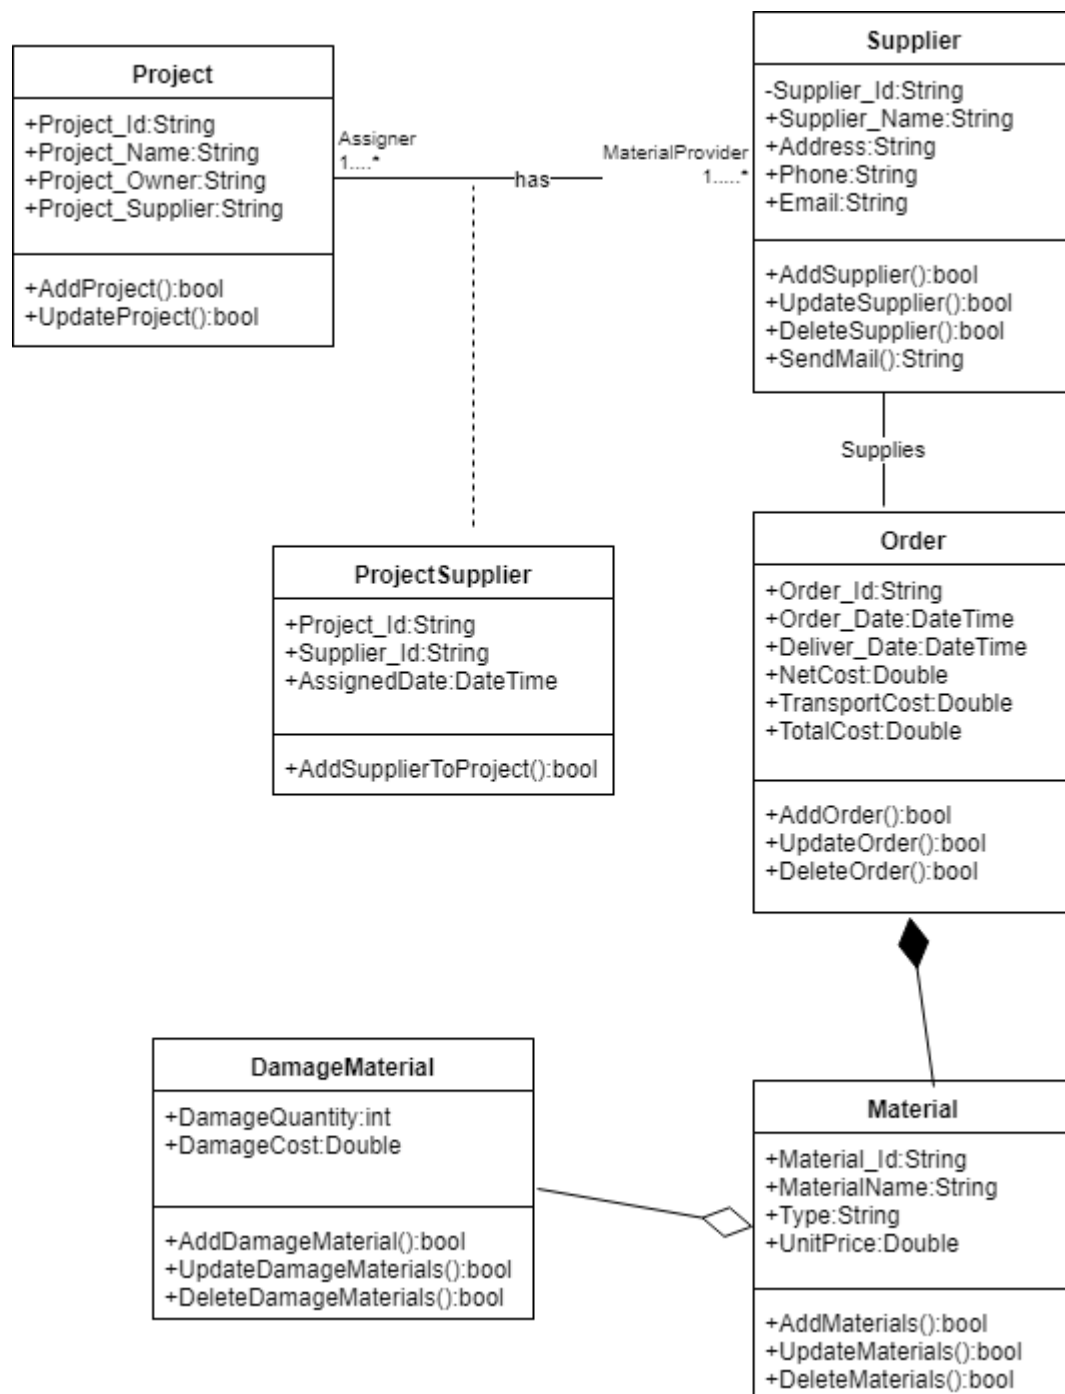 Project
+Project_Id:String
+Project_Name:String
+Project_Owner:String
+Project_Supplier:String
+AddProject():bool
+UpdateProject():bool
Assigner
1....*
has
MaterialProvider
1.....*
Supplier
-Supplier_Id:String
+Supplier_Name:String
+Address:String
+Phone:String
+Email:String
+AddSupplier():bool
+UpdateSupplier():bool
+DeleteSupplier():bool
+SendMail():String
Supplies
ProjectSupplier
+Project_Id:String
+Supplier_Id:String
+AssignedDate:DateTime
+AddSupplierToProject():bool
Order
+Order_Id:String
+Order_Date:DateTime
+Deliver_Date:DateTime
+NetCost:Double
+TransportCost:Double
+TotalCost:Double
+AddOrder():bool
+UpdateOrder():bool
+DeleteOrder():bool
DamageMaterial
+DamageQuantity:int
+DamageCost:Double
+AddDamageMaterial():bool
+UpdateDamageMaterials():bool
+DeleteDamageMaterials():bool
Material
+Material_Id:String
+MaterialName:String
+Type:String
+UnitPrice:Double
+AddMaterials():bool
+UpdateMaterials():bool
+DeleteMaterials():bool